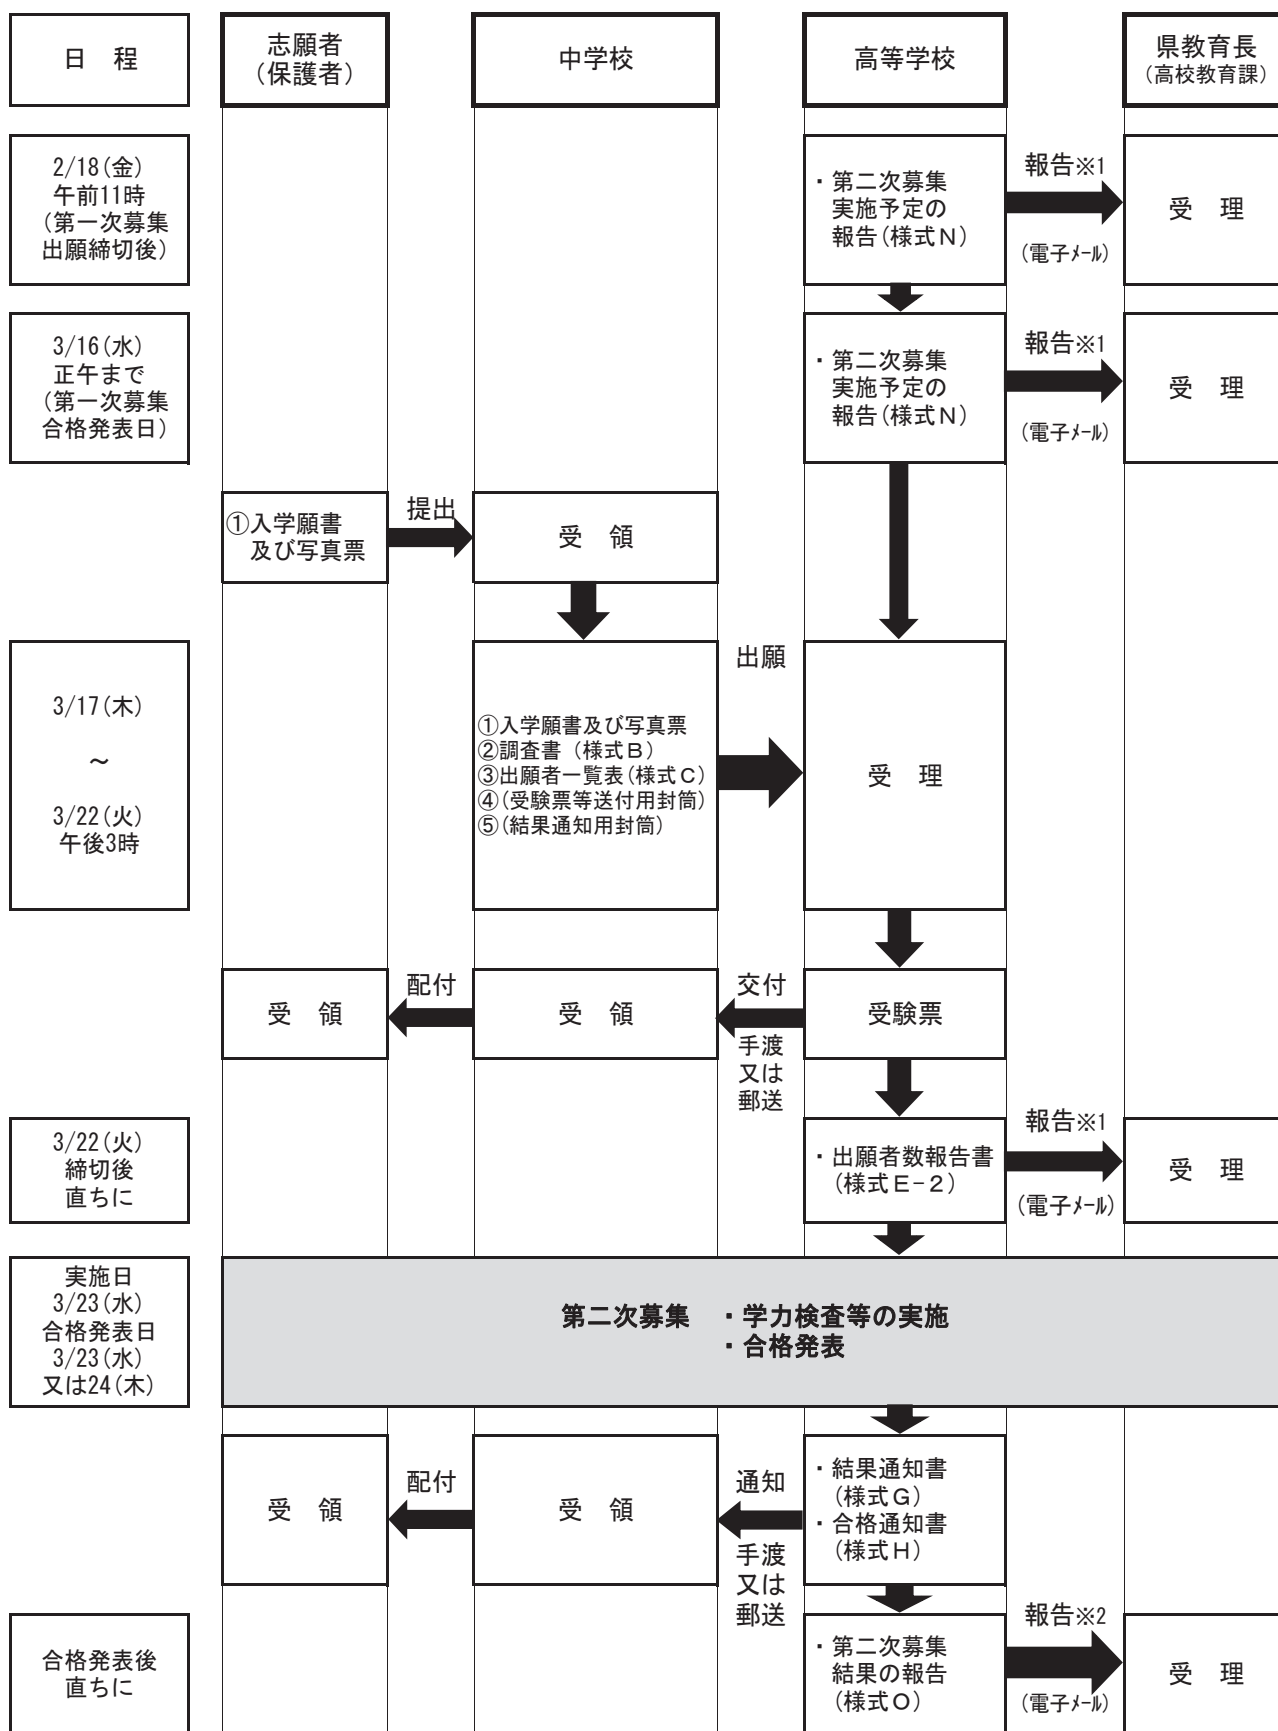 日　程
志願者
（保護者）
中学校
高等学校
県教育長
（高校教育課）
2/18(金)
午前11時
(第一次募集
出願締切後)
・第二次募集
実施予定の
報告(様式N)
報告※1
(電子ﾒｰﾙ)
受　理
3/16(水)
正午まで
(第一次募集
合格発表日)
・第二次募集
実施予定の
報告(様式N)
報告※1
(電子ﾒｰﾙ)
受　理
①入学願書
及び写真票
提出
受　領
3/17(木)
～
3/22(火)
午後3時
①入学願書及び写真票
②調査書（様式B）
③出願者一覧表(様式C)
④(受験票等送付用封筒)
⑤(結果通知用封筒)
出願
受　理
受　領
配付
受　領
交付
手渡
又は
郵送
受験票
3/22(火)
締切後
直ちに
・出願者数報告書
(様式E-2)
報告※1
(電子ﾒｰﾙ)
受　理
実施日
3/23(水)
合格発表日
3/23(水)
又は24(木)
第二次募集　・学力検査等の実施
・合格発表
受　領
配付
受　領
通知
手渡
又は
郵送
・結果通知書
(様式G)
・合格通知書
(様式H)
合格発表後
直ちに
・第二次募集
結果の報告
(様式O)
報告※2
(電子ﾒｰﾙ)
受　理